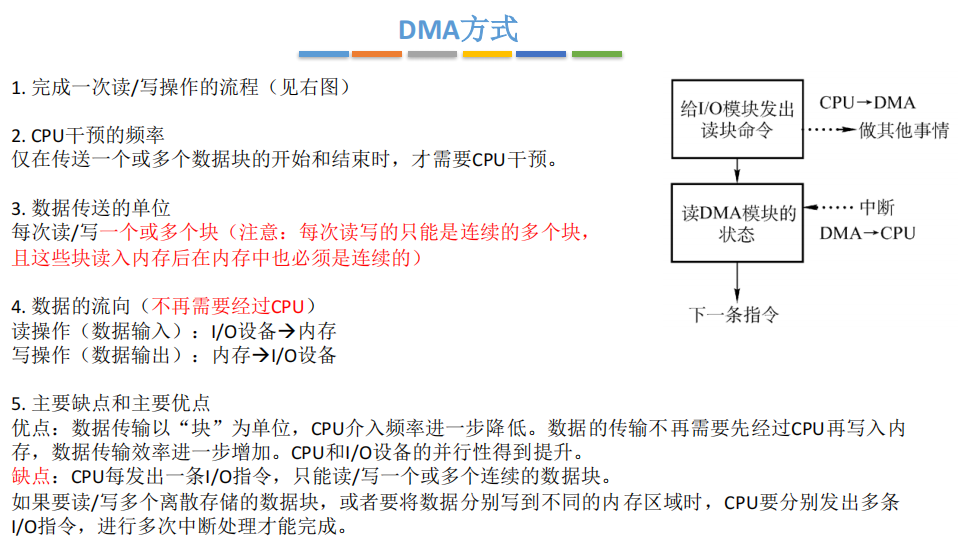 DMA方式
1. 完成一次读/写操作的流程（见右图）
2. CPU干预的频率
仅在传送一个或多个数据块的开始和结束时，才需要CPU干预。
3. 数据传送的单位
每次读/写一个或多个块（注意：每次读写的只能是连续的多个块，
且这些块读入内存后在内存中也必须是连续的）
4. 数据的流向（不再需要经过CPU）
读操作（数据输入）：I/O设备→内存
写操作（数据输出）：内存→I/O设备
5. 主要缺点和主要优点
优点：数据传输以“块”为单位，CPU介入频率进一步降低。数据的传输不再需要先经过CPU再写入内
存，数据传输效率进一步增加。CPU和I/O设备的并行性得到提升。
缺点：CPU每发出一条I/O指令，只能读/写一个或多个连续的数据块。
如果要读/写多个离散存储的数据块，或者要将数据分别写到不同的内存区域时，CPU要分别发出多条
I/O指令，进行多次中断处理才能完成。
给I/O模块发出
读块命令
CPU→DMA
做其他事情
读DMA模块的
状态
中断
DMA→CPU
下一条指令